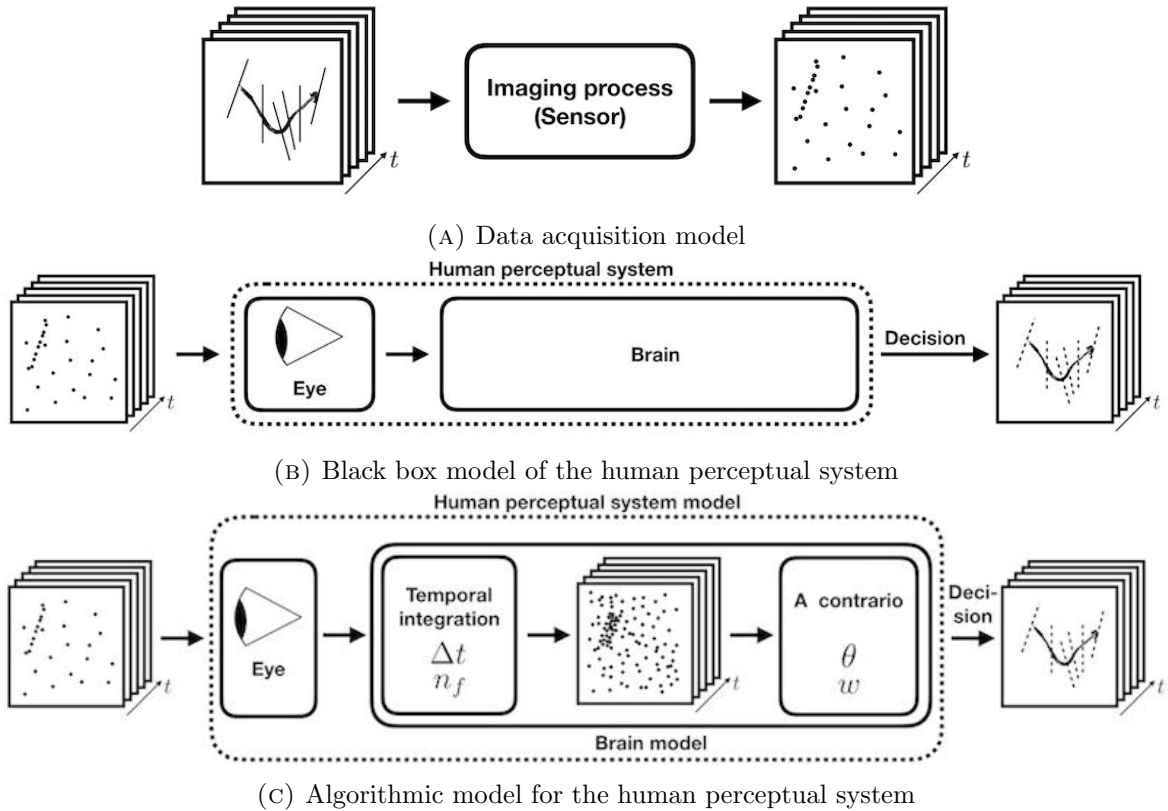 Imaging process
(Sensor)
t
t
(A) Data acquisition model
Human perceptual system
Eye
Brain
Decision
t
t
(B) Black box model of the human perceptual system
Human perceptual system model
Eye
Temporal
integration
Δt
n_f
t
A contrario
θ
w
Deci-
sion
t
t
Brain model
(C) Algorithmic model for the human perceptual system